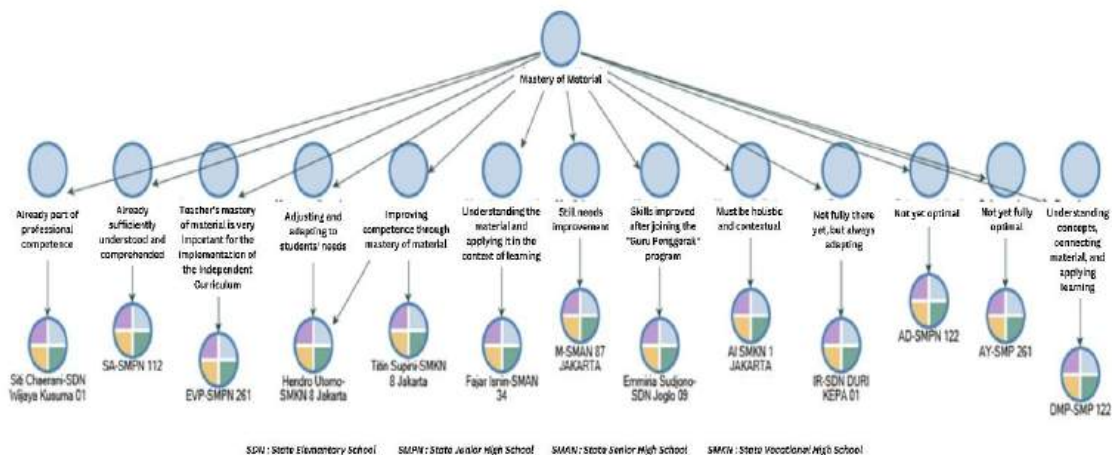 Mastery of Material
Already part of
professional
competence
Already
sufficiently
understood and
comprehended
Teacher's mastery
of material is very
important for the
implementation of
the Independent
Curriculum
Adjusting and
adapting to
students' needs
Improving
competence through
mastery of material
Understanding the
material and
applying it in the
context of learning
Still needs
improvement
Skills improved
after joining the
"Guru Penggerak"
program
Must be holistic
and contextual
Not fully there
yet, but always
adapting
Not yet optimal
Not yet fully
optimal
Understanding
concepts,
connecting
material, and
applying
learning
Siti Chaerani-SDN
Wijaya Kusuma 01
SA-SMPN 112
EVP-SMPN 261
Hendro Utomo-
SMKN 8 Jakarta
Titin Supini-SMKN
8 Jakarta
Fajar Isnin-SMAN
34
M-SMAN 87
JAKARTA
Emmina Sudjono-
SDN Joglo 09
AI SMKN 1
JAKARTA
IR-SDN DURI
KEPA 01
AD-SMPN 122
AY-SMP 261
DMP-SMP 122
SDN : State Elementary School SMPN : State Junior High School SMAN : State Senior High School SMKN : State Vocational High School